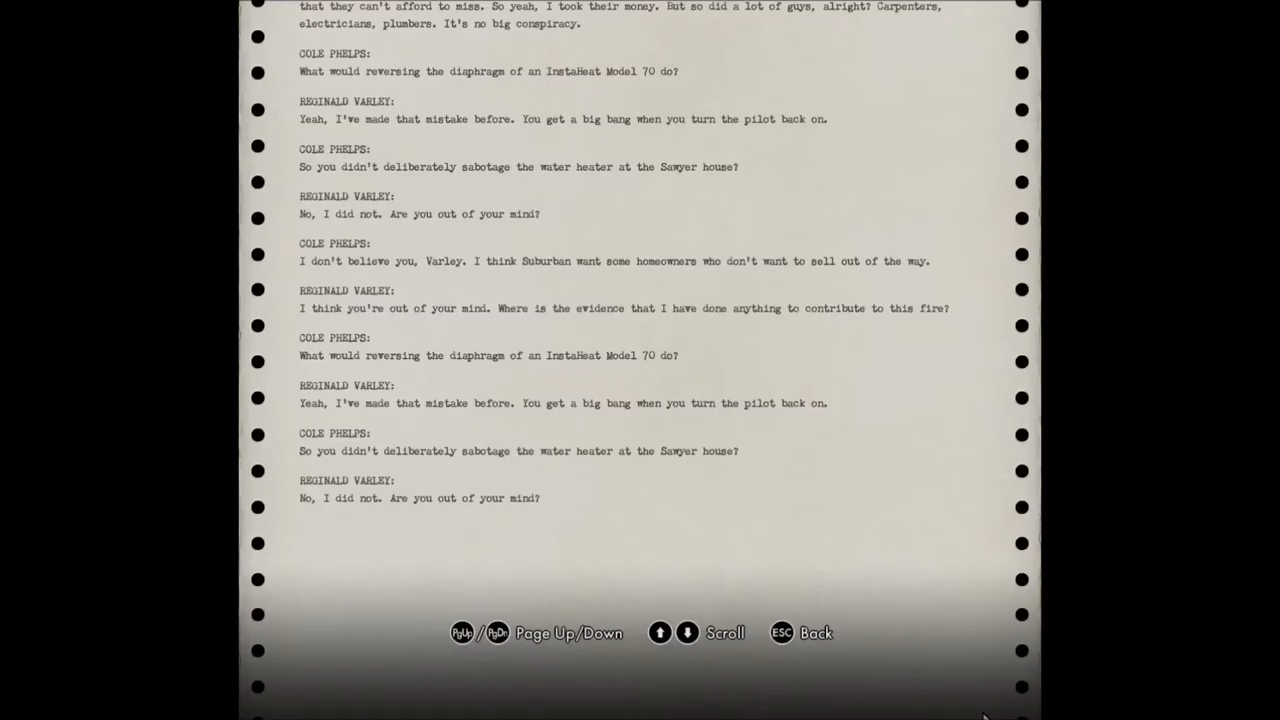 that they can't afford to miss. So yeah, I took their money. But so did a lot of guys, alright? Carpenters,
electricians, plumbers. It's no big conspiracy.
COLE PHELPS:
What would reversing the diaphragm of an InstaHeat Model 70 do?
REGINALD VARLEY:
Yeah, I've made that mistake before. You get a big bang when you turn the pilot back on.
COLE PHELPS:
So you didn't deliberately sabotage the water heater at the Sawyer house?
REGINALD VARLEY:
No, I did not. Are you out of your mind?
COLE PHELPS:
I don't believe you, Varley. I think Suburban want some homeowners who don't want to sell out of the way.
REGINALD VARLEY:
I think you're out of your mind. Where is the evidence that I have done anything to contribute to this fire?
COLE PHELPS:
What would reversing the diaphragm of an InstaHeat Model 70 do?
REGINALD VARLEY:
Yeah, I've made that mistake before. You get a big bang when you turn the pilot back on.
COLE PHELPS:
So you didn't deliberately sabotage the water heater at the Sawyer house?
REGINALD VARLEY:
No, I did not. Are you out of your mind?
PgUp/PgDn Page Up/Down Scroll ESC Back